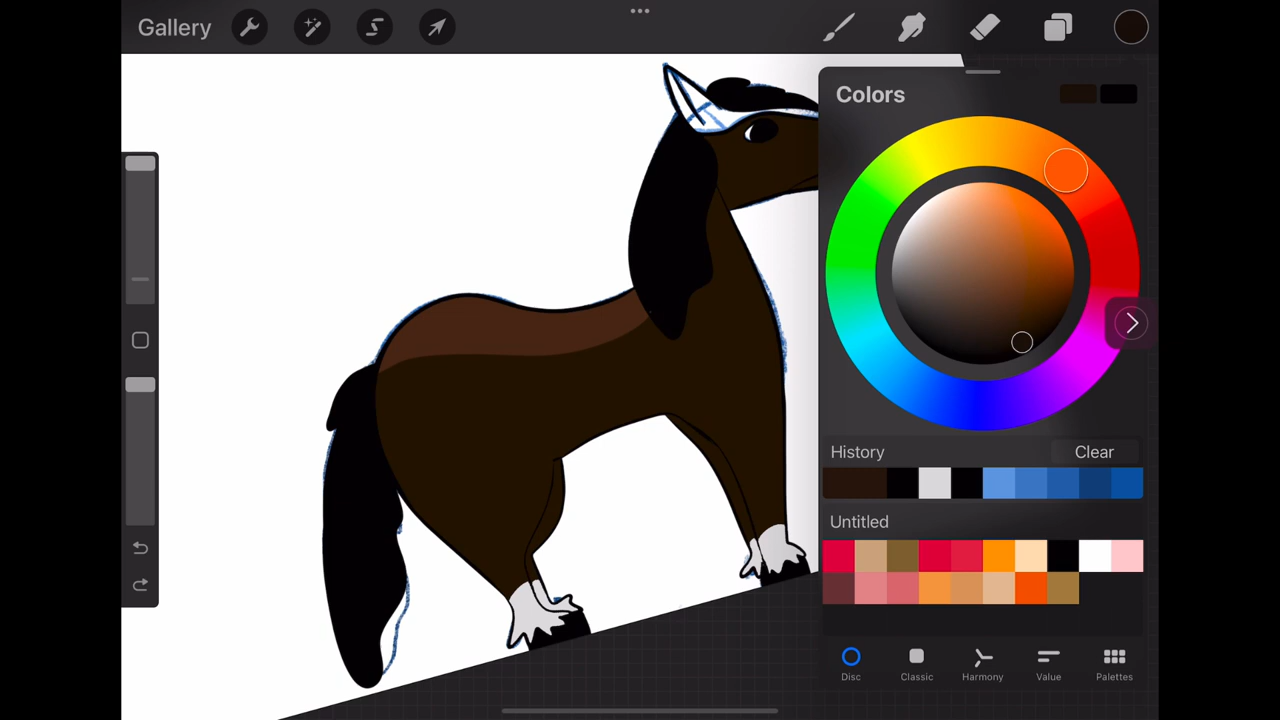 Gallery
Colors
History
Clear
Untitled
Disc
Classic
Harmony
Value
Palettes